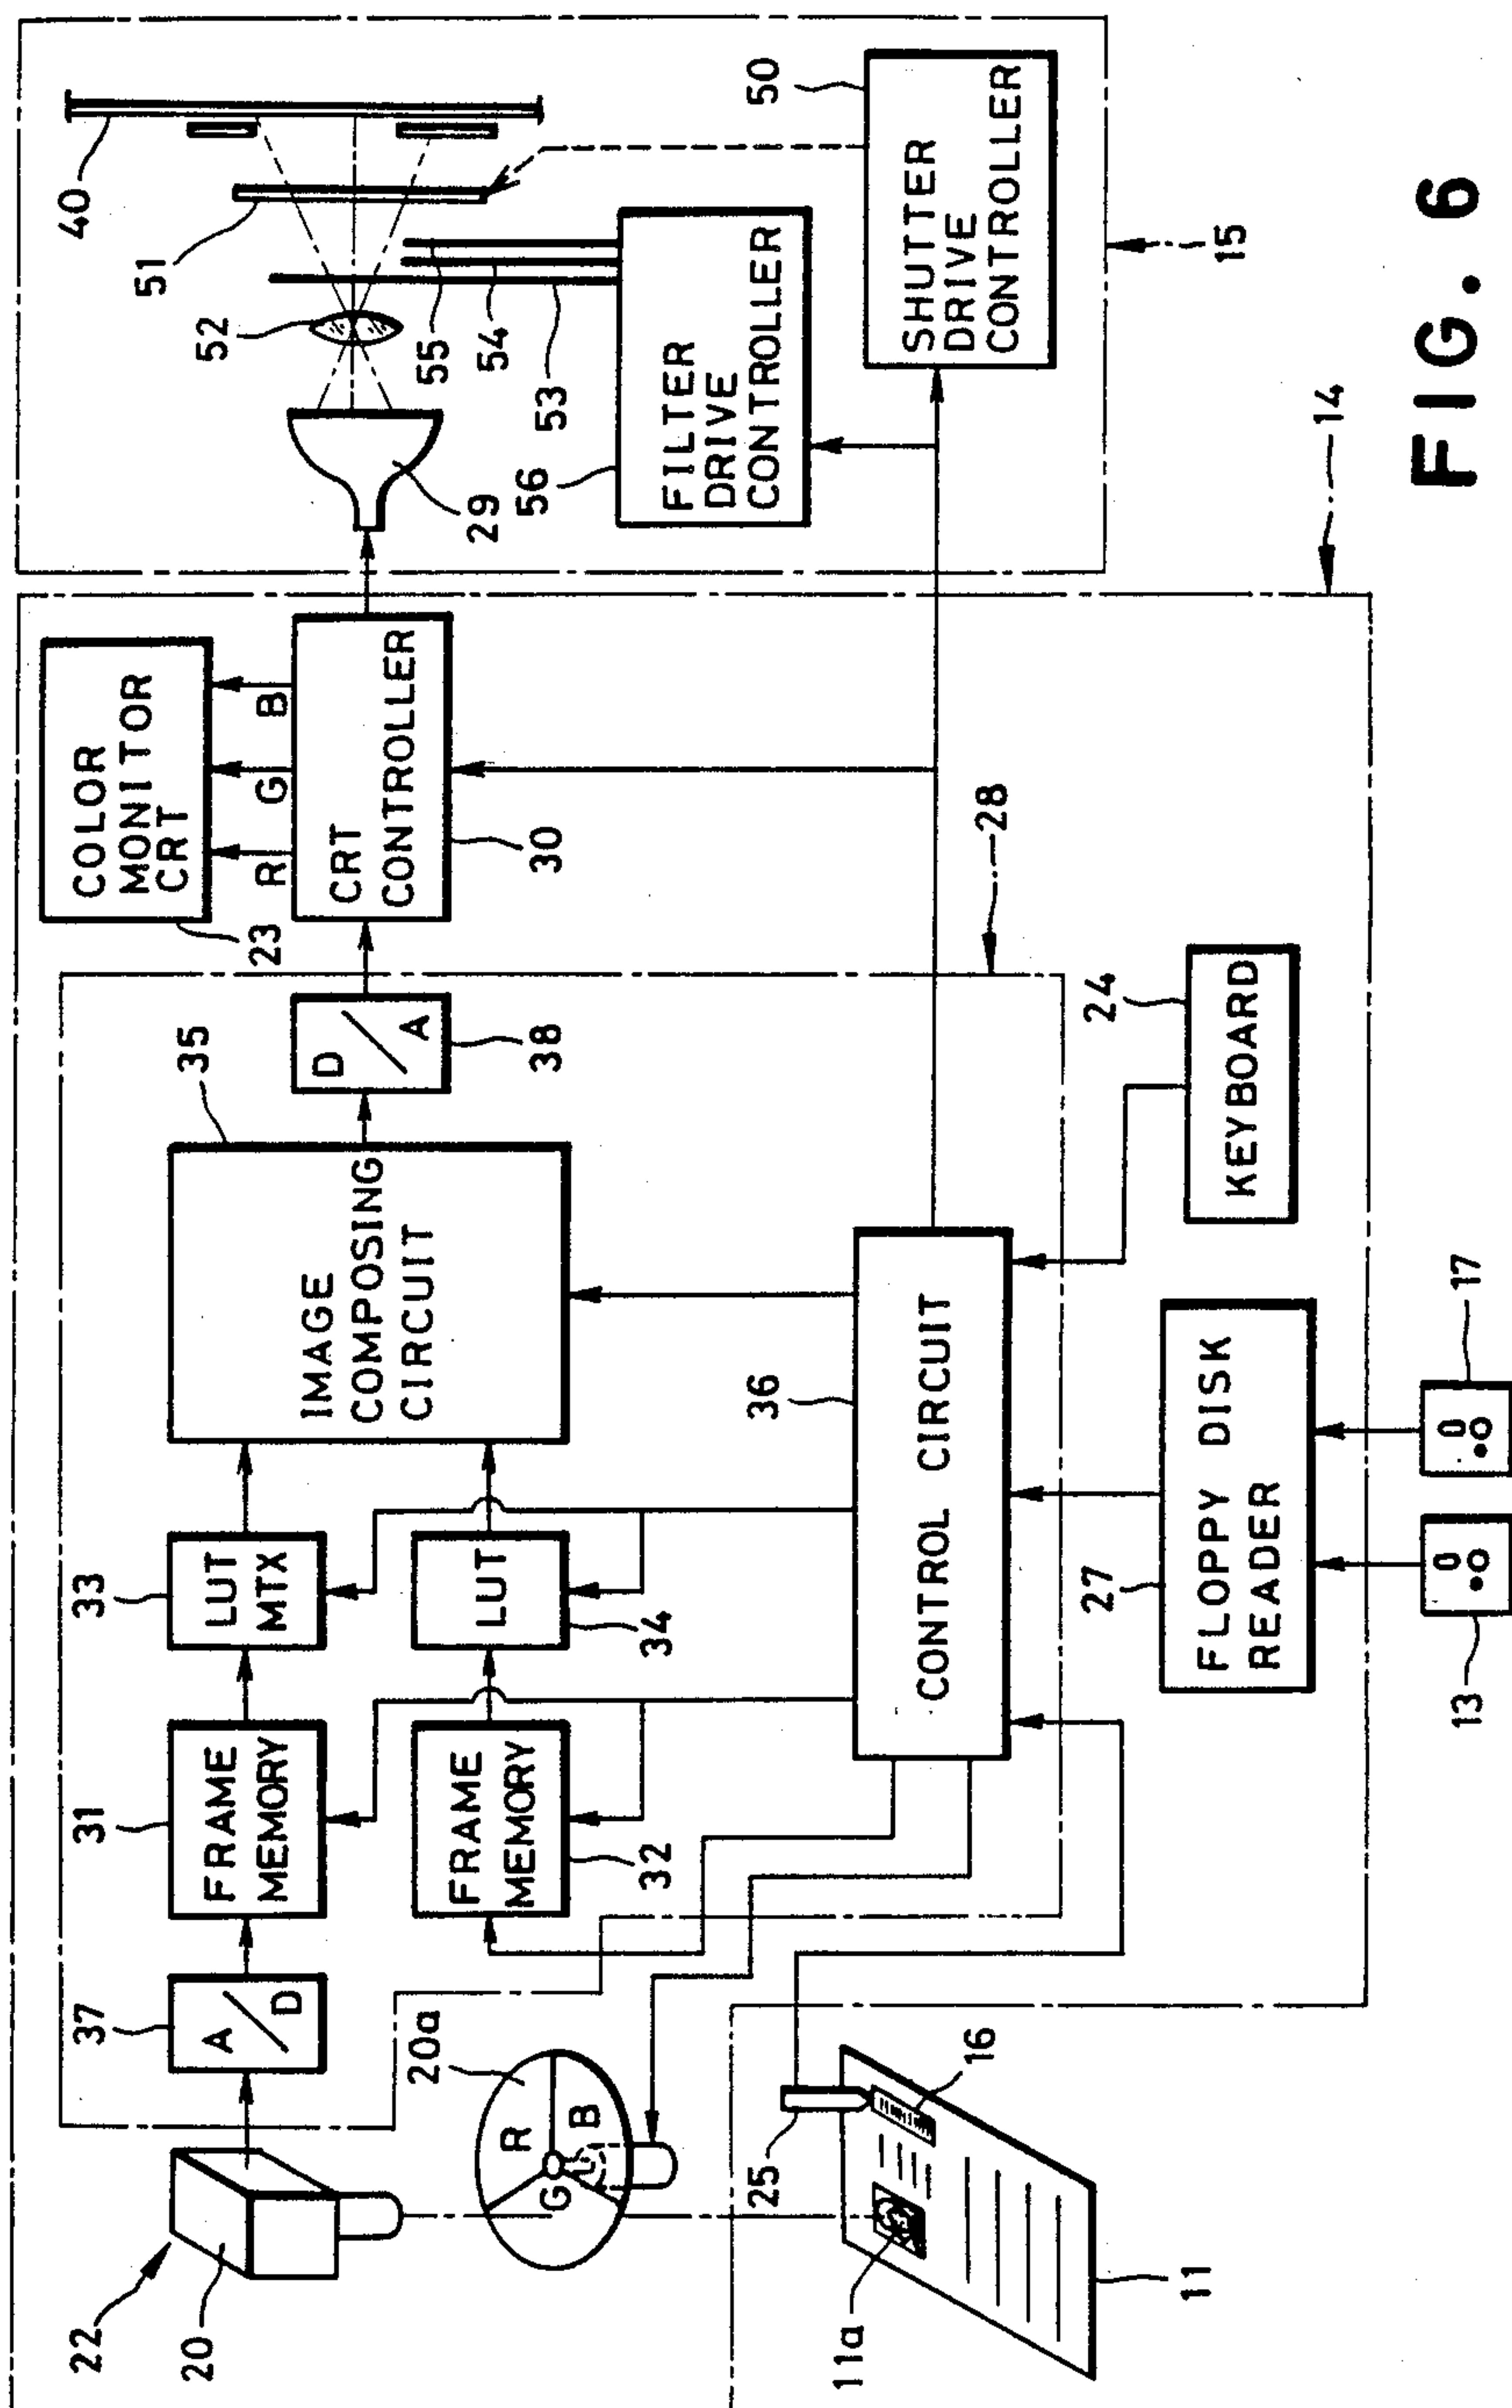 22
20
37
A/D
31
FRAME
MEMORY
33
LUT
MTX
35
IMAGE
COMPOSING
CIRCUIT
D/A
38
23
COLOR
MONITOR
CRT
R
G
B
CRT
CONTROLLER
30
29
52
51
40
55
54
53
56
FILTER
DRIVE
CONTROLLER
50
SHUTTER
DRIVE
CONTROLLER
15
20a
R
G
B
FRAME
MEMORY
32
LUT
34
36
CONTROL CIRCUIT
28
14
25
16
11a
11
27
FLOPPY DISK
READER
24
KEYBOARD
13
17
FIG. 6